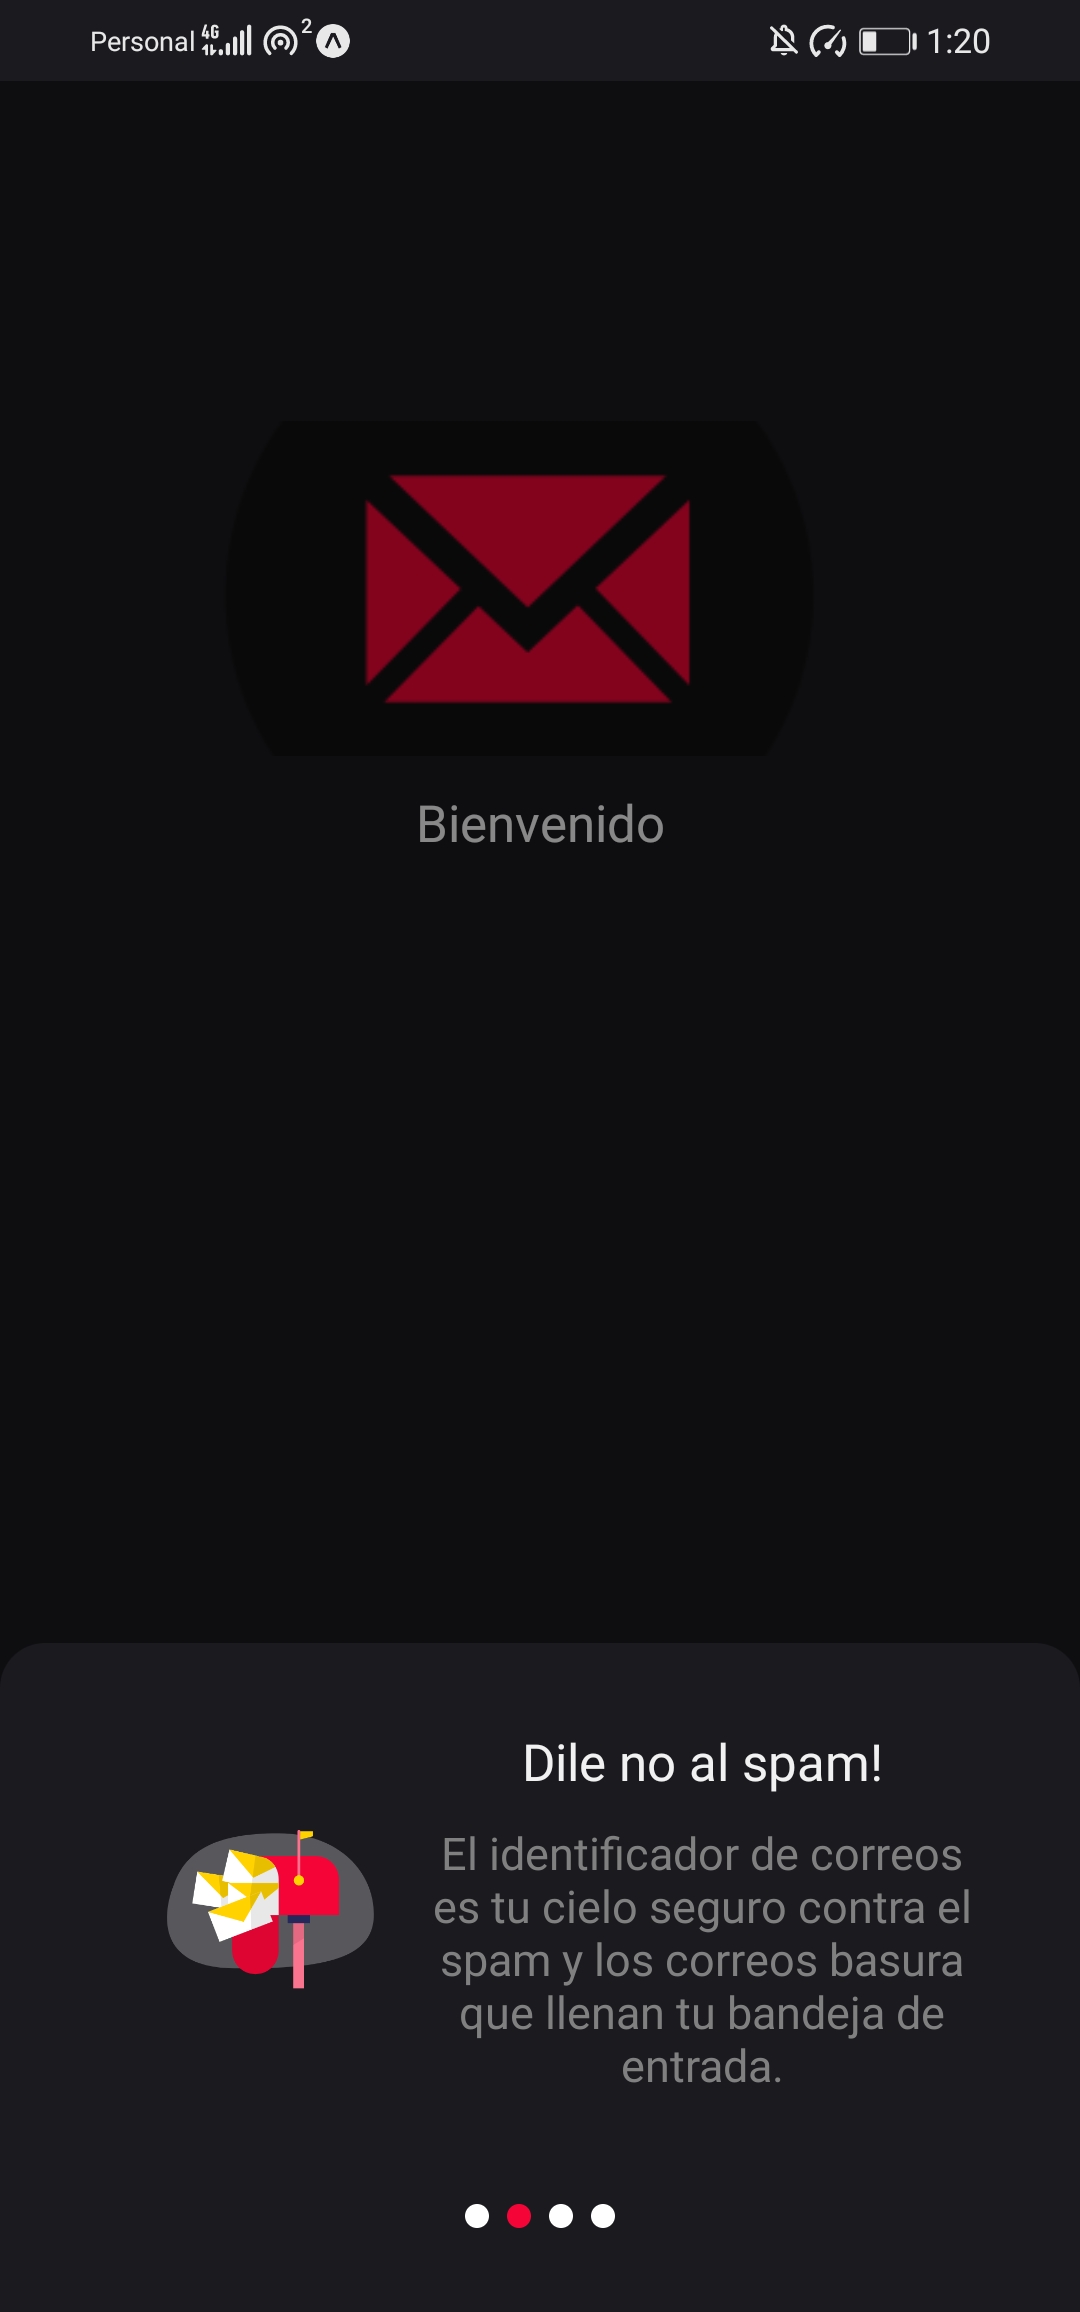 Personal 4G 2 1:20
Bienvenido
Dile no al spam!
El identificador de correos
es tu cielo seguro contra el
spam y los correos basura
que llenan tu bandeja de
entrada.